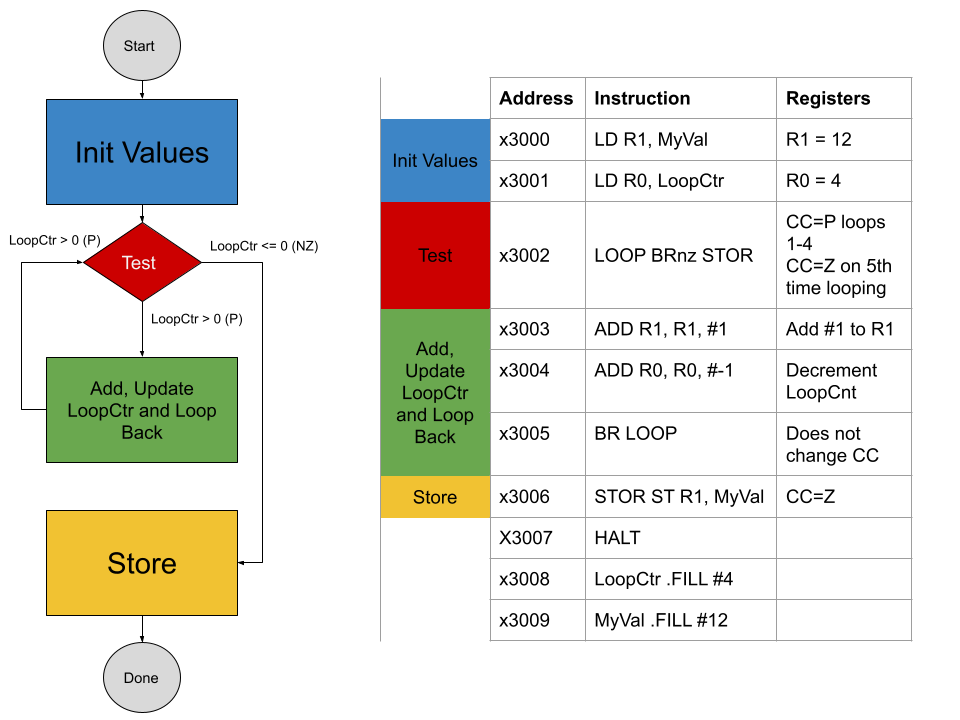 Start
Init Values
LoopCtr > 0 (P)
LoopCtr <= 0 (NZ)
Test
LoopCtr > 0 (P)
Add, Update
LoopCtr and Loop
Back
Store
Done
Address Instruction Registers
Init Values
x3000 LD R1, MyVal R1 = 12
x3001 LD R0, LoopCtr R0 = 4
Test
x3002 LOOP BRnz STOR
CC=P loops
1-4
CC=Z on 5th
time looping
Add,
Update
LoopCtr
and Loop
Back
x3003 ADD R1, R1, #1 Add #1 to R1
x3004 ADD R0, R0, #-1 Decrement
LoopCnt
x3005 BR LOOP Does not
change CC
Store x3006 STOR ST R1, MyVal CC=Z
X3007 HALT
x3008 LoopCtr .FILL #4
x3009 MyVal .FILL #12